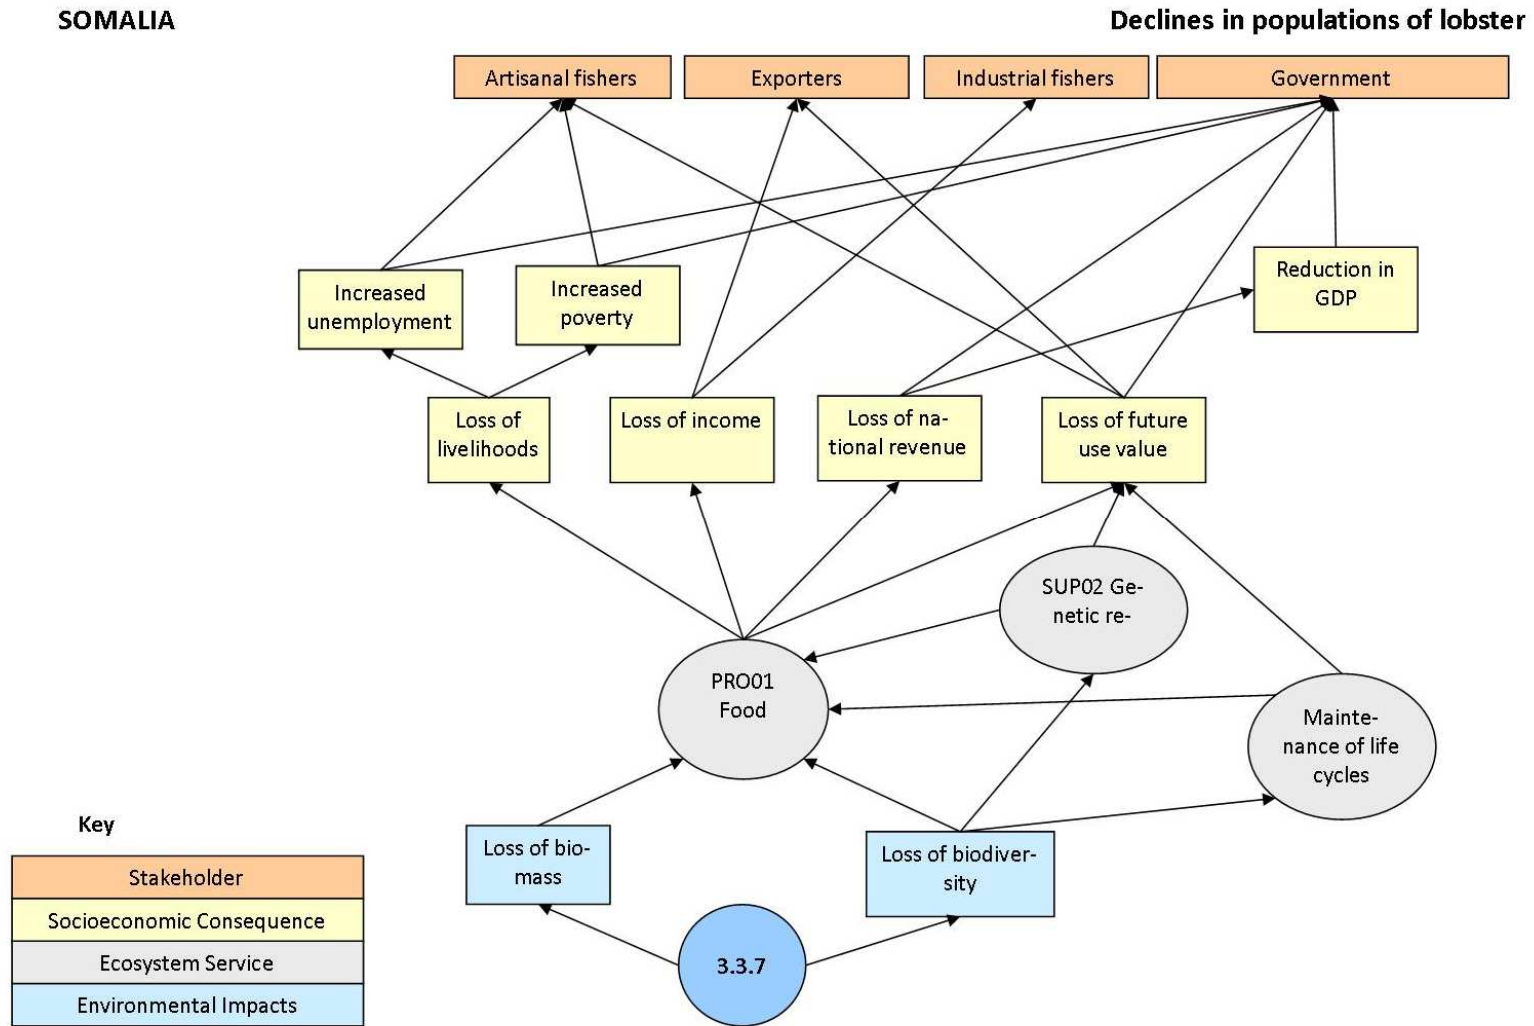 SOMALIA
Declines in populations of lobster
Artisanal fishers
Exporters
Industrial fishers
Government
Increased
unemployment
Increased
poverty
Reduction in
GDP
Loss of
livelihoods
Loss of income
Loss of na-
tional revenue
Loss of future
use value
SUP02 Ge-
netic re-
PRO01
Food
Mainte-
nance of life
cycles
Loss of bio-
mass
Loss of biodiver-
sity
3.3.7
Key
Stakeholder
Socioeconomic Consequence
Ecosystem Service
Environmental Impacts